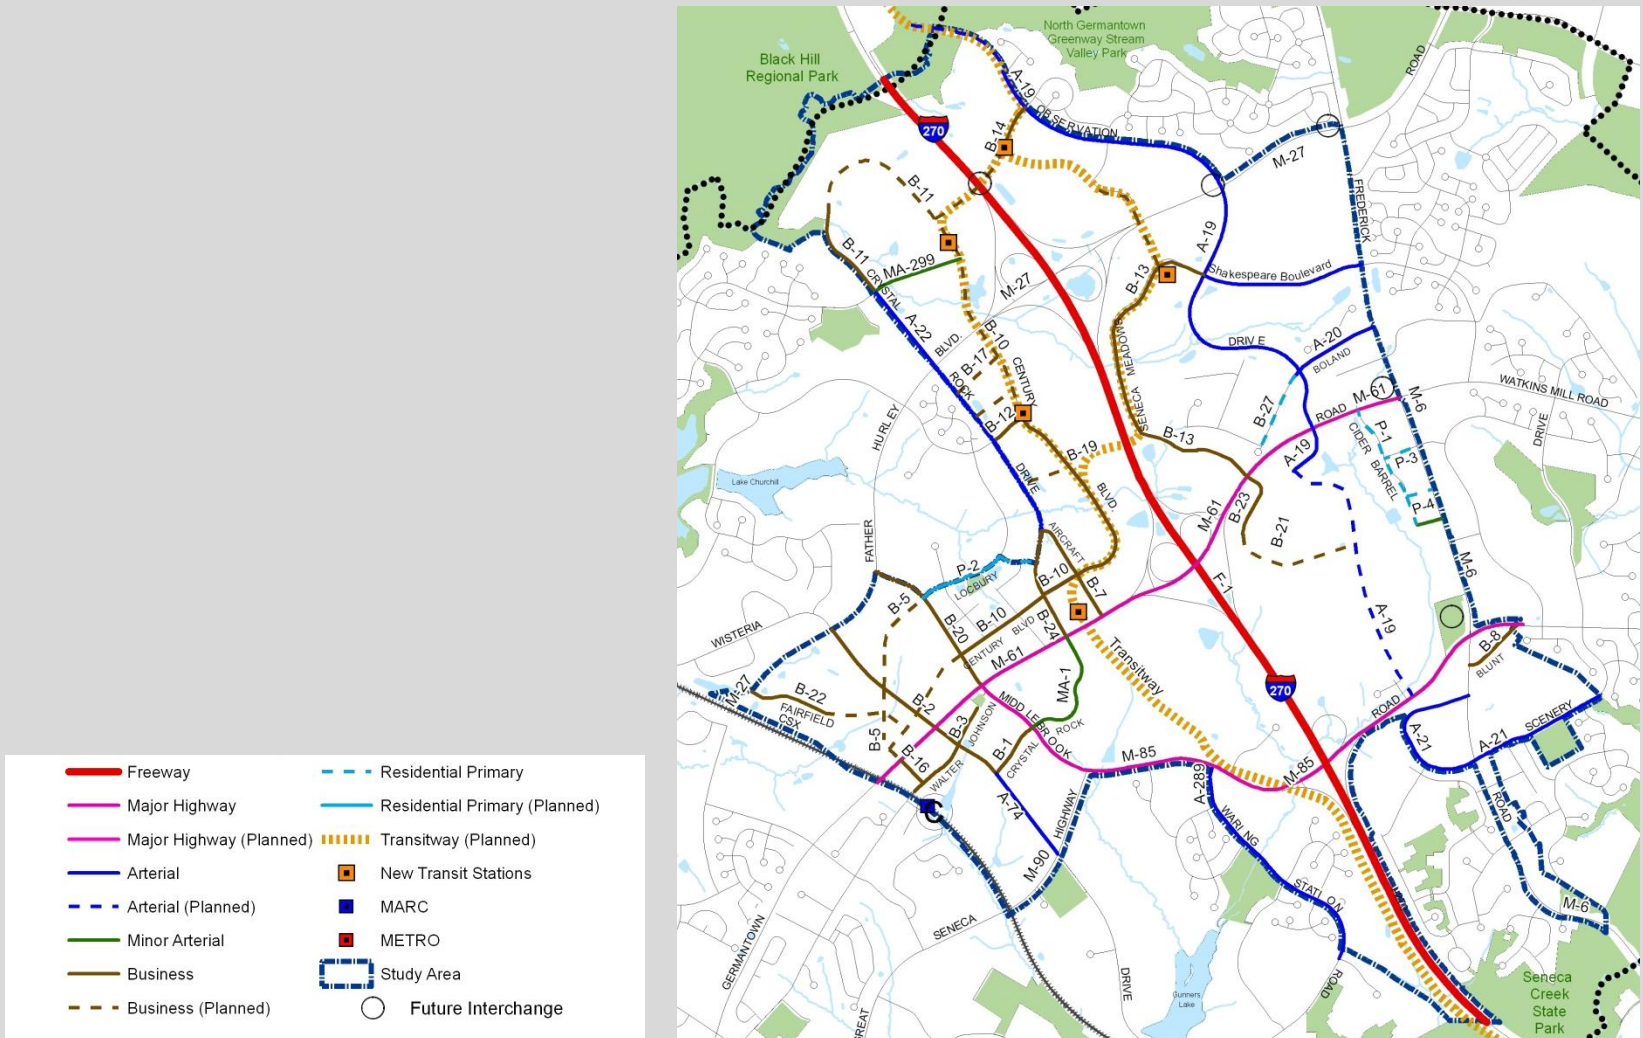 Freeway
Major Highway
Major Highway (Planned)
Arterial
Arterial (Planned)
Minor Arterial
Business
Business (Planned)
Residential Primary
Residential Primary (Planned)
Transitway (Planned)
New Transit Stations
MARC
METRO
Study Area
Future Interchange
North Germantown
Greenway Stream
Valley Park
Black Hill
Regional Park
ROAD
A-19
OBSERVATION
270
B-14
M-27
B-11
FREDERICK
A-19
B-11
CRYSTAL
MA-299
M-27
B-13
Shakespeare Boulevard
A-22
BLVD.
B-10
SENECA MEADOWS
DRIVE
A-20
BOLAND
B-17
CENTURY
ROCK
M-61
M-6
WATKINS MILL ROAD
HURLEY
B-12
B-27
ROAD
P-1
DRIVE
B-13
CIDER BARREL
B-19
A-19
P-3
Lake Churchill
DRIVE
BLVD.
M-61
B-23
P-4
B-21
FATHER
AIRCRAFT
P-2
LOCBURY
B-10
B-7
F-1
M-6
B-5
B-10
B-24
A-19
WISTERIA
B-20
CENTURY
BLVD
M-61
Transitway
B-8
BLUNT
M-27
B-22
FAIRFIELD
CSX
B-2
MIDDLEBROOK
MA-1
270
ROAD
B-5
B-3
JOHNSON
B-1
CRYSTAL
ROCK
A-21
A-21
SCENERY
B-16
WALTER
M-85
M-85
A-289
C
A-74
HIGHWAY
WARING
ROAD
M-90
STATION
M-6
SENECA
GERMANTOWN
DRIVE
ROAD
Gunners
Lake
Seneca
Creek
State
Park
GREAT